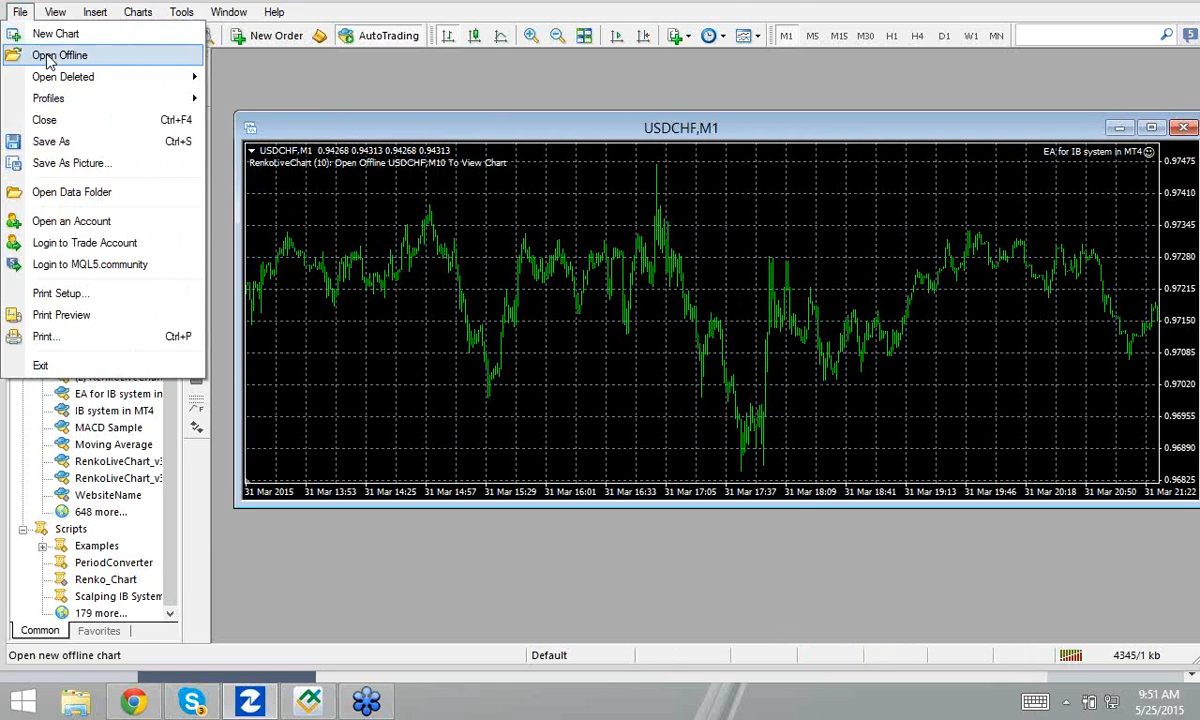 File View Insert Charts Tools Window Help
New Chart
Open Offline
Open Deleted
Profiles
Close Ctrl+F4
Save As Ctrl+S
Save As Picture...
Open Data Folder
Open an Account
Login to Trade Account
Login to MQL5.community
Print Setup...
Print Preview
Print... Ctrl+P
Exit
New Order AutoTrading M1 M5 M15 M30 H1 H4 D1 W1 MN 5
USDCHF,M1
USDCHF,M1 0.94268 0.94313 0.94268 0.94313
EA for IB system in MT4
RenkoLiveChart (10): Open Offline USDCHF,M10 To View Chart
0.97475
0.97410
0.97345
0.97280
0.97215
0.97150
0.97085
0.97020
0.96955
0.96890
0.96825
31 Mar 2015 31 Mar 13:53 31 Mar 14:25 31 Mar 14:57 31 Mar 15:29 31 Mar 16:01 31 Mar 16:33 31 Mar 17:05 31 Mar 17:37 31 Mar 18:09 31 Mar 18:41 31 Mar 19:13 31 Mar 19:46 31 Mar 20:18 31 Mar 20:50 31 Mar 21:22
EA for IB system in
IB system in MT4
MACD Sample
Moving Average
RenkoLiveChart_v
RenkoLiveChart_v
WebsiteName
648 more...
Scripts
Examples
PeriodConverter
Renko_Chart
Scalping IB System
179 more...
Common Favorites
Open new offline chart Default 4345/1 kb
3
9:51 AM
5/25/2015